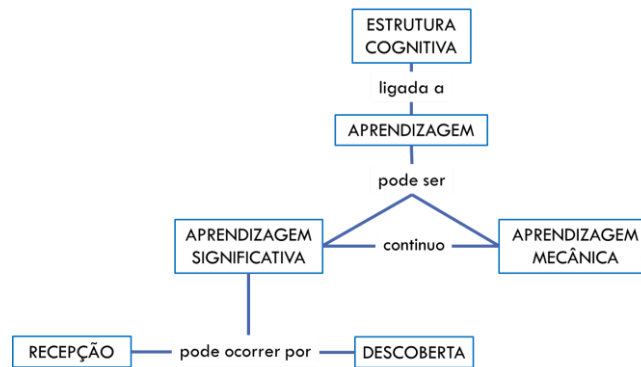 ESTRUTURA
COGNITIVA
ligada a
APRENDIZAGEM
pode ser
APRENDIZAGEM
SIGNIFICATIVA
continuo
APRENDIZAGEM
MECÂNICA
RECEPÇÃO
pode ocorrer por
DESCOBERTA